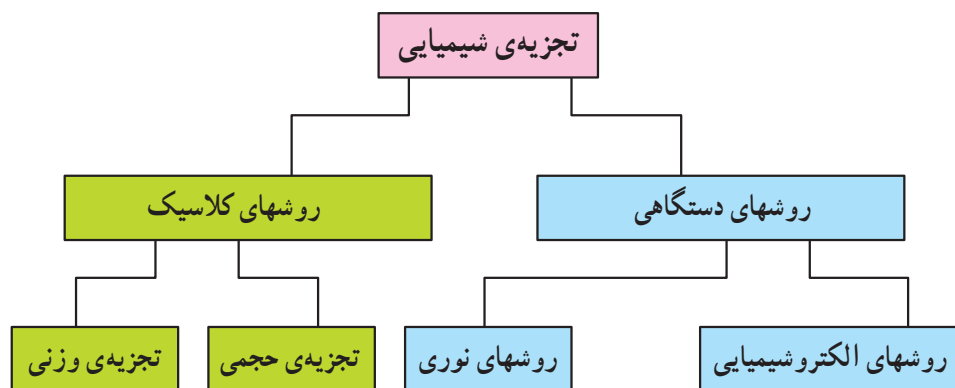 تجزیه‌ی شیمیایی
روشهای دستگاهی
روشهای کلاسیک
روشهای الکتروشیمیایی
روشهای نوری
تجزیه‌ی حجمی
تجزیه‌ی وزنی